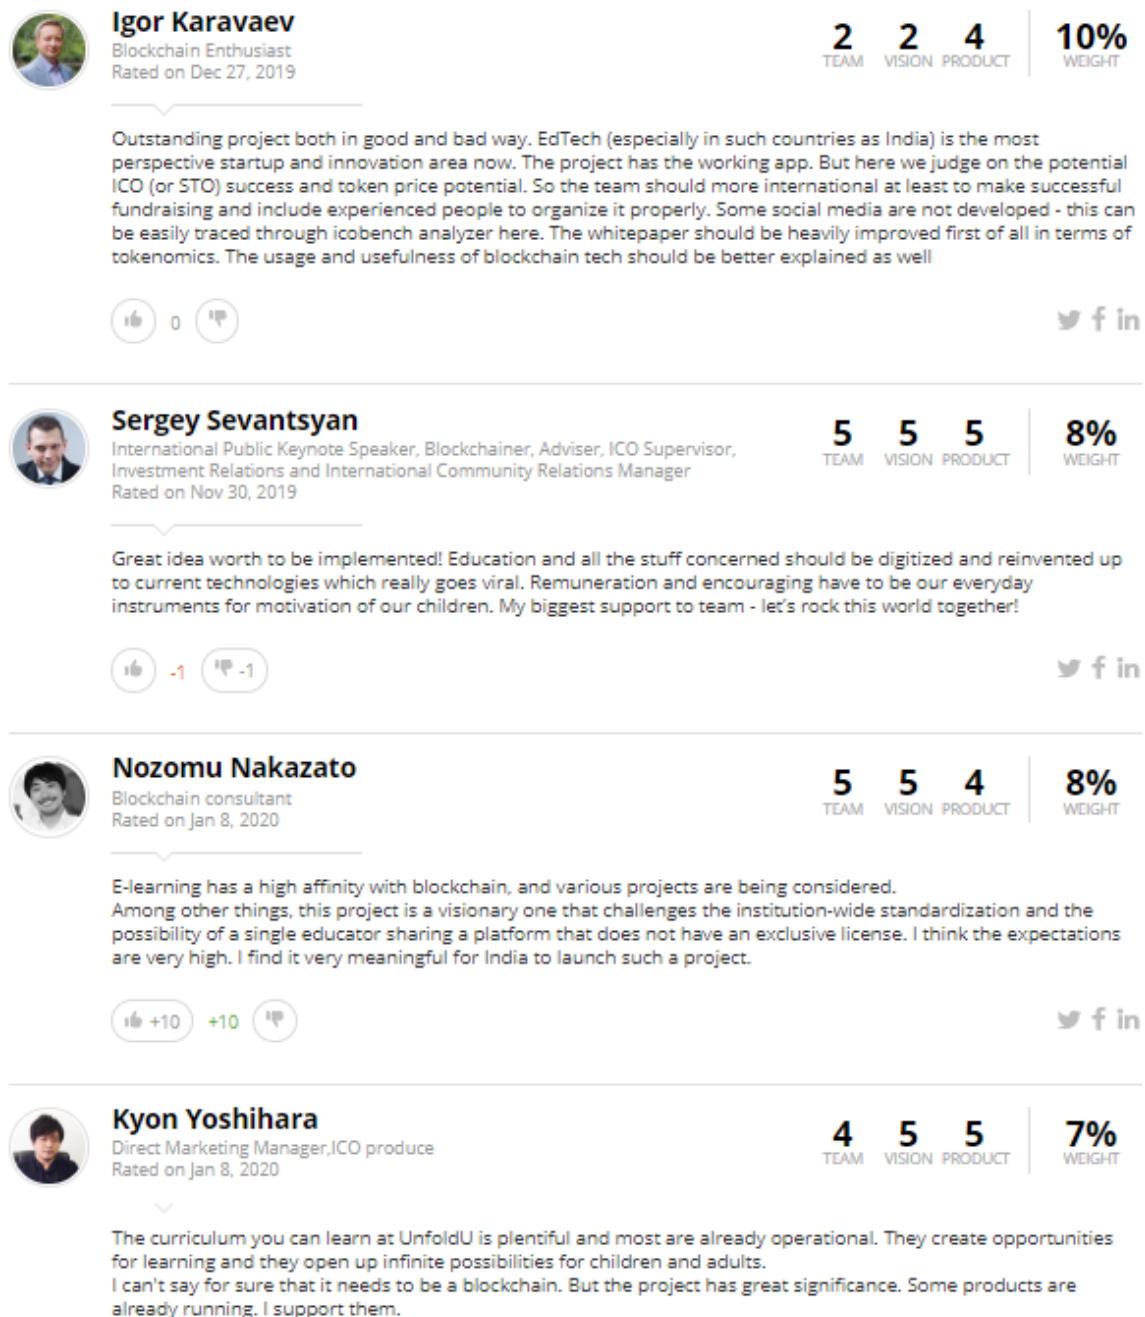 Igor Karavaev
Blockchain Enthusiast
Rated on Dec 27, 2019
2 2 4 10%
TEAM VISION PRODUCT WEIGHT
Outstanding project both in good and bad way. EdTech (especially in such countries as India) is the most
perspective startup and innovation area now. The project has the working app. But here we judge on the potential
ICO (or STO) success and token price potential. So the team should more international at least to make successful
fundraising and include experienced people to organize it properly. Some social media are not developed - this can
be easily traced through icobench analyzer here. The whitepaper should be heavily improved first of all in terms of
tokenomics. The usage and usefulness of blockchain tech should be better explained as well
0
Sergey Sevantsyan
International Public Keynote Speaker, Blockchainer, Adviser, ICO Supervisor,
Investment Relations and International Community Relations Manager
Rated on Nov 30, 2019
5 5 5 8%
TEAM VISION PRODUCT WEIGHT
Great idea worth to be implemented! Education and all the stuff concerned should be digitized and reinvented up
to current technologies which really goes viral. Remuneration and encouraging have to be our everyday
instruments for motivation of our children. My biggest support to team - let's rock this world together!
-1 -1
Nozomu Nakazato
Blockchain consultant
Rated on Jan 8, 2020
5 5 4 8%
TEAM VISION PRODUCT WEIGHT
E-learning has a high affinity with blockchain, and various projects are being considered.
Among other things, this project is a visionary one that challenges the institution-wide standardization and the
possibility of a single educator sharing a platform that does not have an exclusive license. I think the expectations
are very high. I find it very meaningful for India to launch such a project.
+10 +10
Kyon Yoshihara
Direct Marketing Manager,ICO produce
Rated on Jan 8, 2020
4 5 5 7%
TEAM VISION PRODUCT WEIGHT
The curriculum you can learn at UnfoldU is plentiful and most are already operational. They create opportunities
for learning and they open up infinite possibilities for children and adults.
I can't say for sure that it needs to be a blockchain. But the project has great significance. Some products are
already running. I support them.